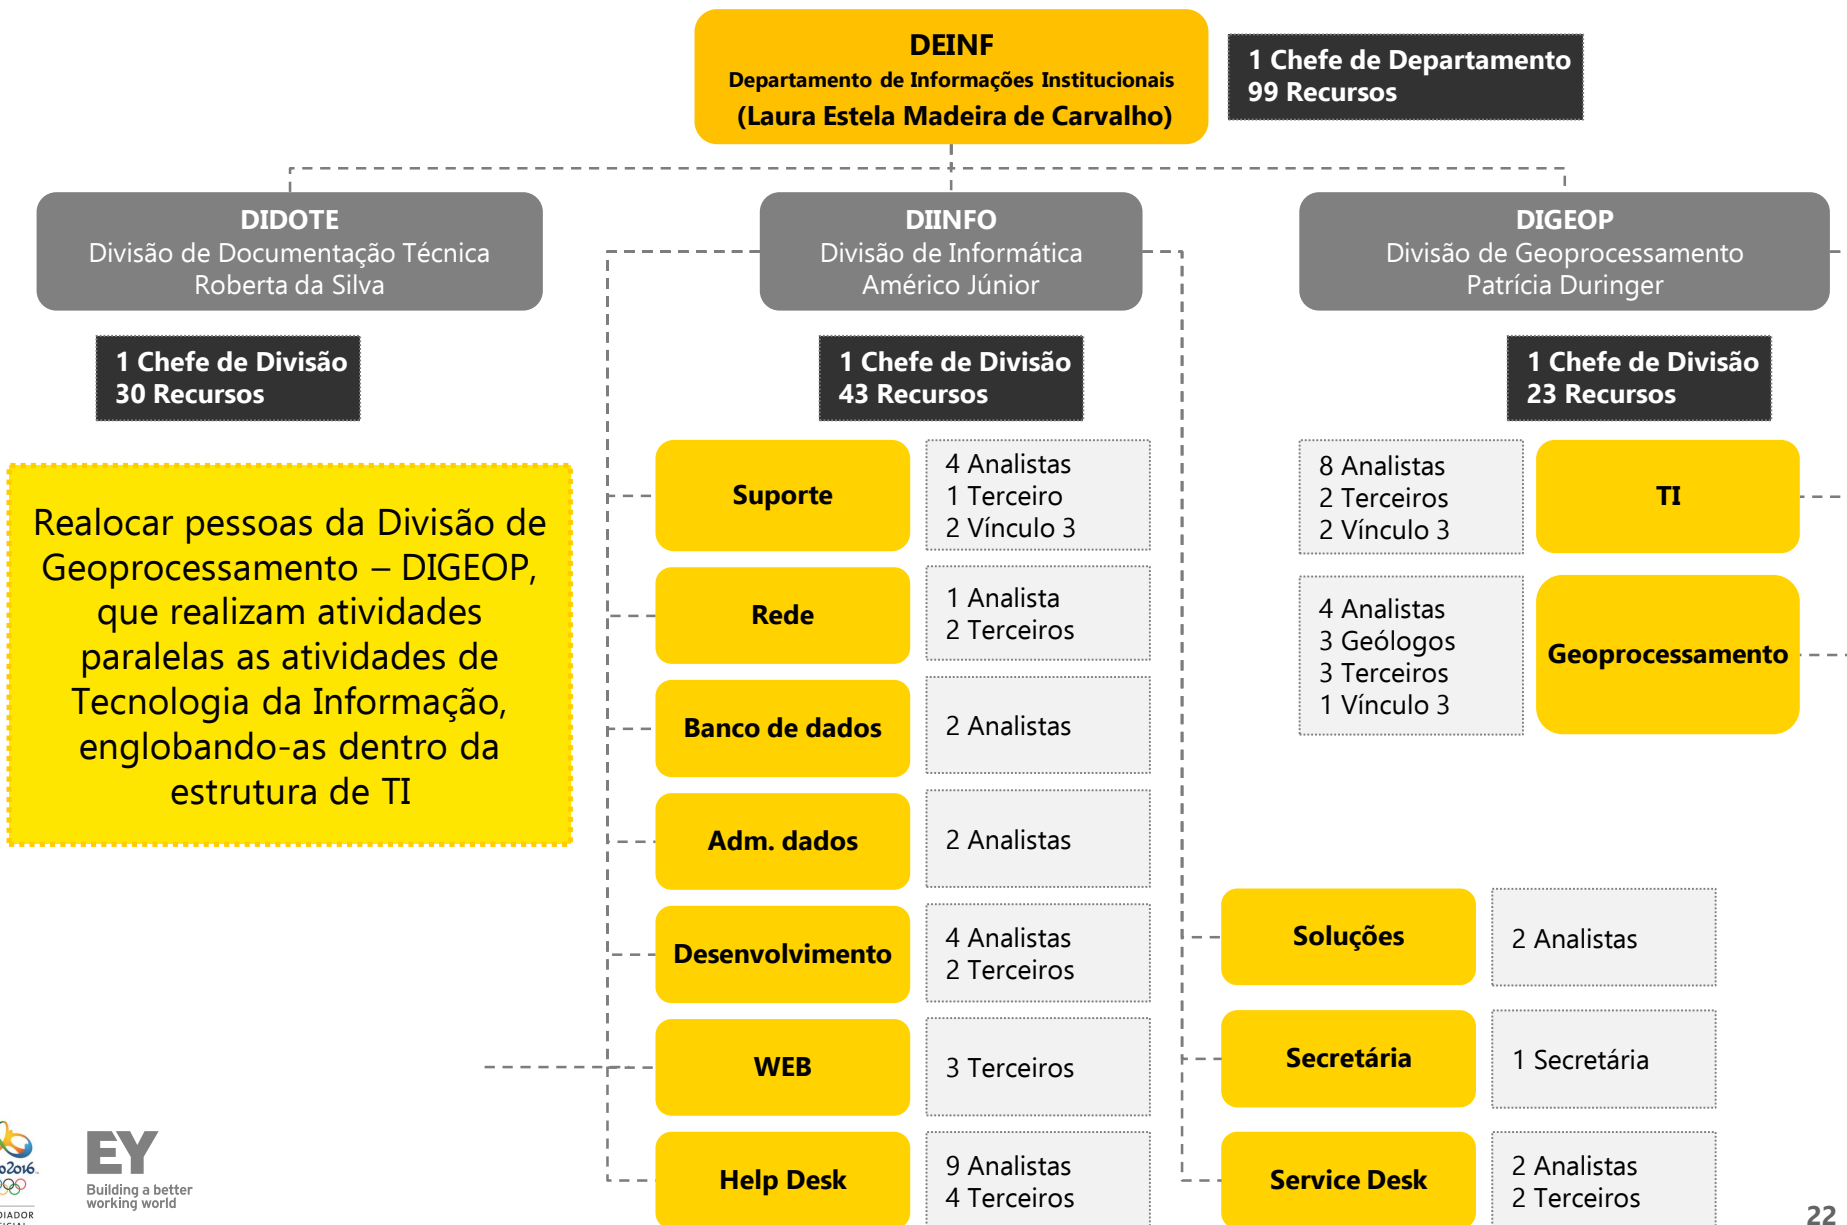 DEINF
Departamento de Informações Institucionais
(Laura Estela Madeira de Carvalho)
1 Chefe de Departamento
99 Recursos
DIDOTE
Divisão de Documentação Técnica
Roberta da Silva
DIINFO
Divisão de Informática
Américo Júnior
DIGEOP
Divisão de Geoprocessamento
Patrícia Duringer
1 Chefe de Divisão
30 Recursos
1 Chefe de Divisão
43 Recursos
1 Chefe de Divisão
23 Recursos
Realocar pessoas da Divisão de
Geoprocessamento – DIGEOP,
que realizam atividades
paralelas as atividades de
Tecnologia da Informação,
englobando-as dentro da
estrutura de TI
Suporte
4 Analistas
1 Terceiro
2 Vínculo 3
Rede
1 Analista
2 Terceiros
Banco de dados
2 Analistas
Adm. dados
2 Analistas
Desenvolvimento
4 Analistas
2 Terceiros
WEB
3 Terceiros
Help Desk
9 Analistas
4 Terceiros
8 Analistas
2 Terceiros
2 Vínculo 3
TI
4 Analistas
3 Geólogos
3 Terceiros
1 Vínculo 3
Geoprocessamento
Soluções
2 Analistas
Secretária
1 Secretária
Service Desk
2 Analistas
2 Terceiros
EY
Building a better
working world
22